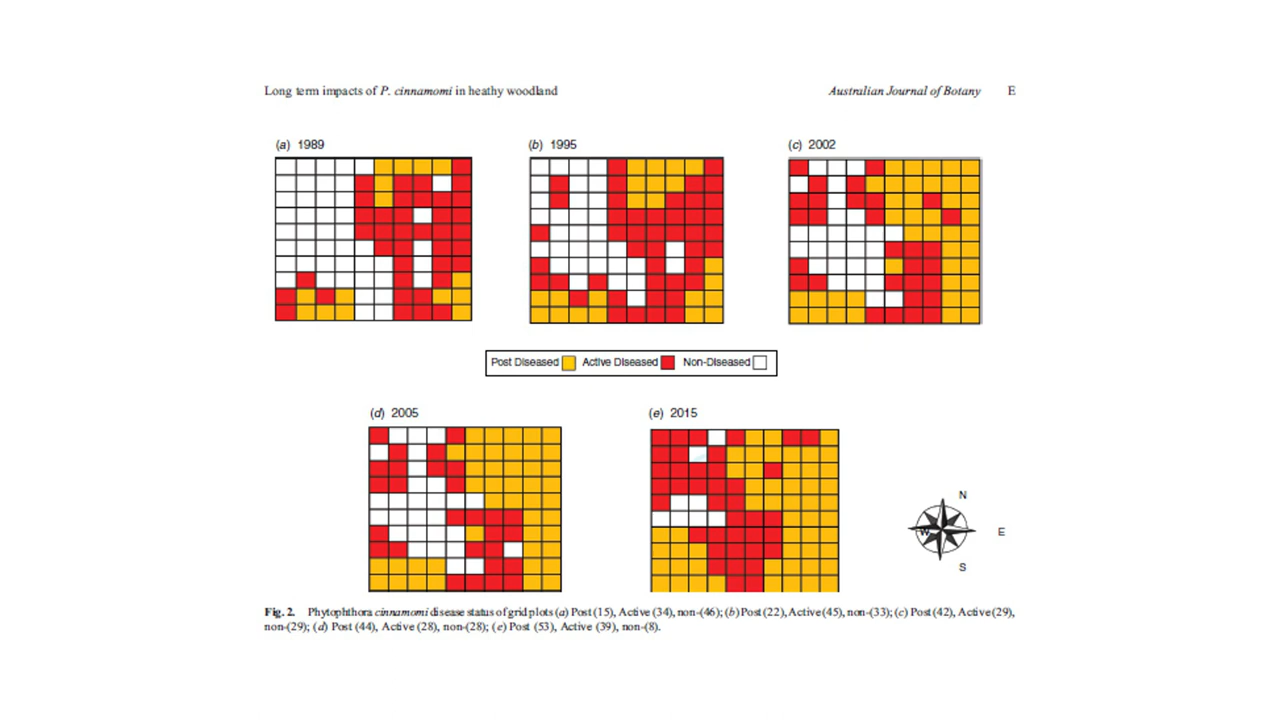 Long term impacts of P. cinnamomi in heathy woodland
Australian Journal of Botany E
(a) 1989
(b) 1995
(c) 2002
Post Diseased Active Diseased Non-Diseased
(d) 2005
(e) 2015
N
W E
S
Fig. 2. Phytophthora cinnamomi disease status of grid plots (a) Post (15), Active (34), non-(46); (b) Post (22), Active (45), non-(33); (c) Post (42), Active (29),
non-(29); (d) Post (44), Active (28), non-(28); (e) Post (53), Active (39), non-(8).